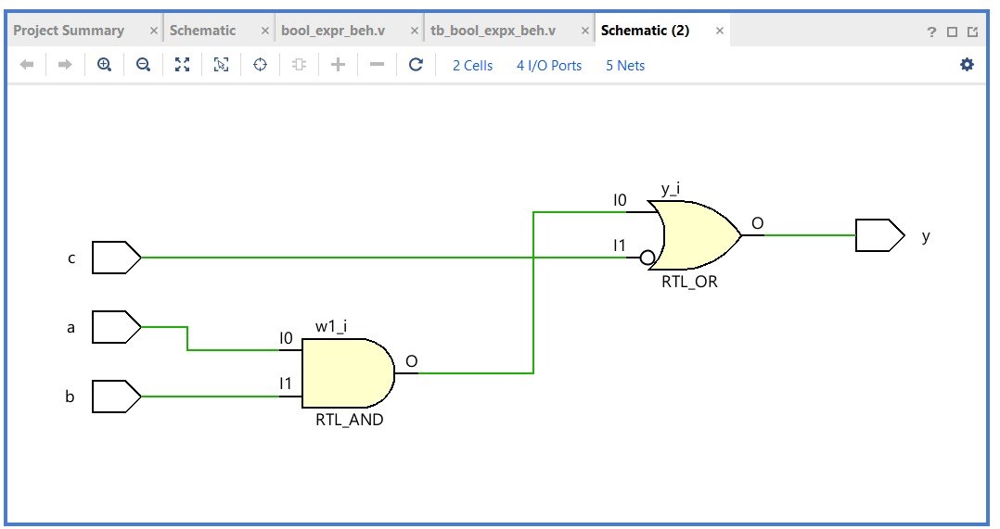 Project Summary × Schematic × bool_expr_beh.v × tb_bool_expx_beh.v × Schematic (2) × ?
2 Cells 4 I/O Ports 5 Nets
y_i
I0
O
y
I1
c
RTL_OR
w1_i
a
I0
O
I1
b
RTL_AND